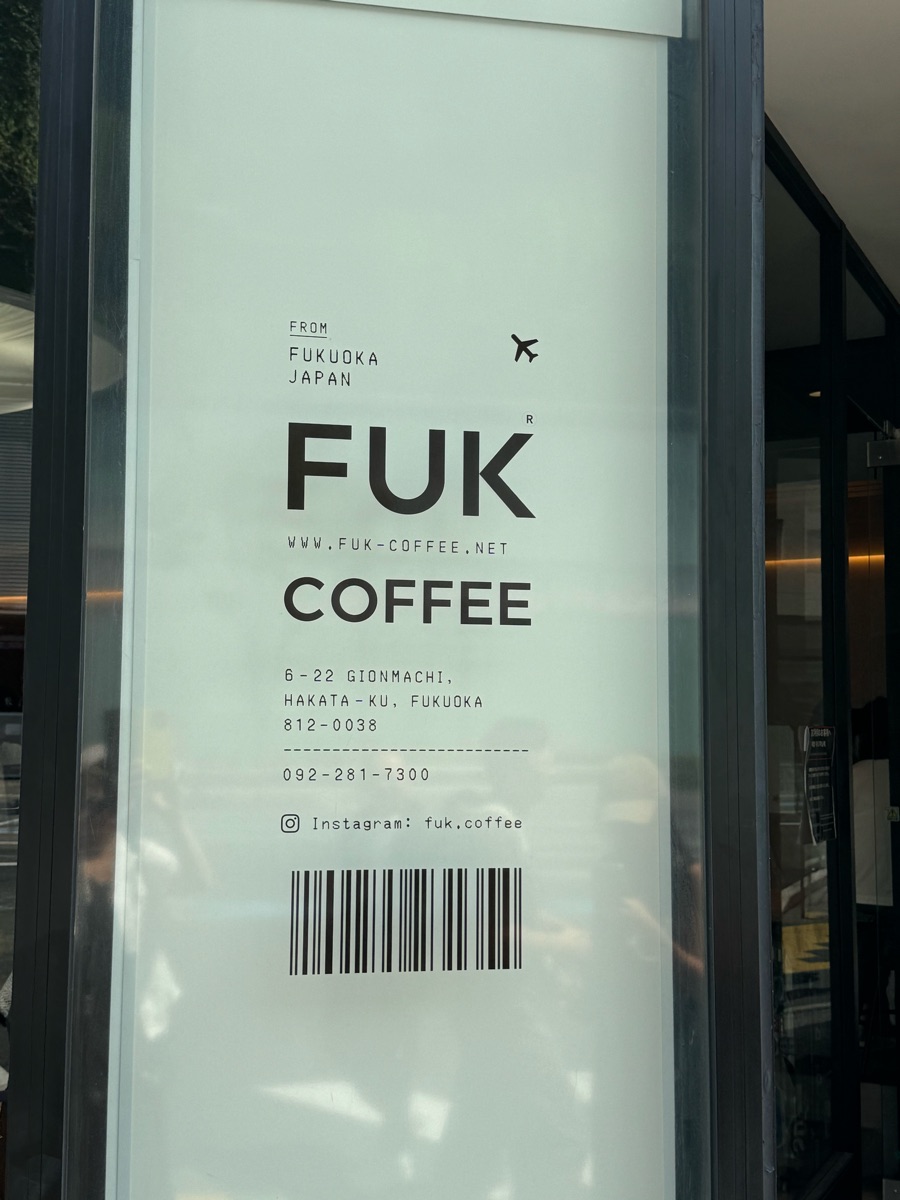 FROM
FUKUOKA
JAPAN
R
FUK
WWW.FUK-COFFEE.NET
COFFEE
6-22 GIONMACHI,
HAKATA-KU, FUKUOKA
812-0038
092-281-7300
Instagram: fuk.coffee